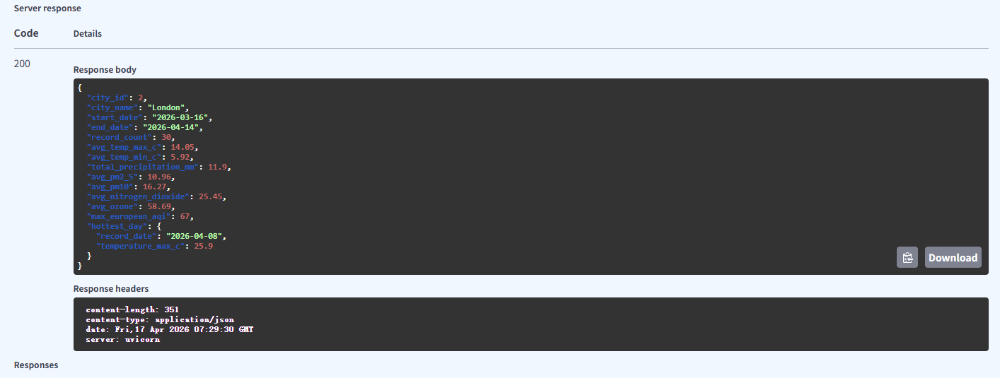 Server response
Code Details
200
Response body
{
  "city_id": 2,
  "city_name": "London",
  "start_date": "2026-03-16",
  "end_date": "2026-04-14",
  "record_count": 30,
  "avg_temp_max_c": 14.05,
  "avg_temp_min_c": 5.92,
  "total_precipitation_mm": 11.9,
  "avg_pm2_5": 10.96,
  "avg_pm10": 16.27,
  "avg_nitrogen_dioxide": 25.45,
  "avg_ozone": 58.69,
  "max_european_aqi": 67,
  "hottest_day": {
    "record_date": "2026-04-08",
    "temperature_max_c": 25.9
  }
}
Download
Response headers
content-length: 351
content-type: application/json
date: Fri,17 Apr 2026 07:29:30 GMT
server: uvicorn
Responses